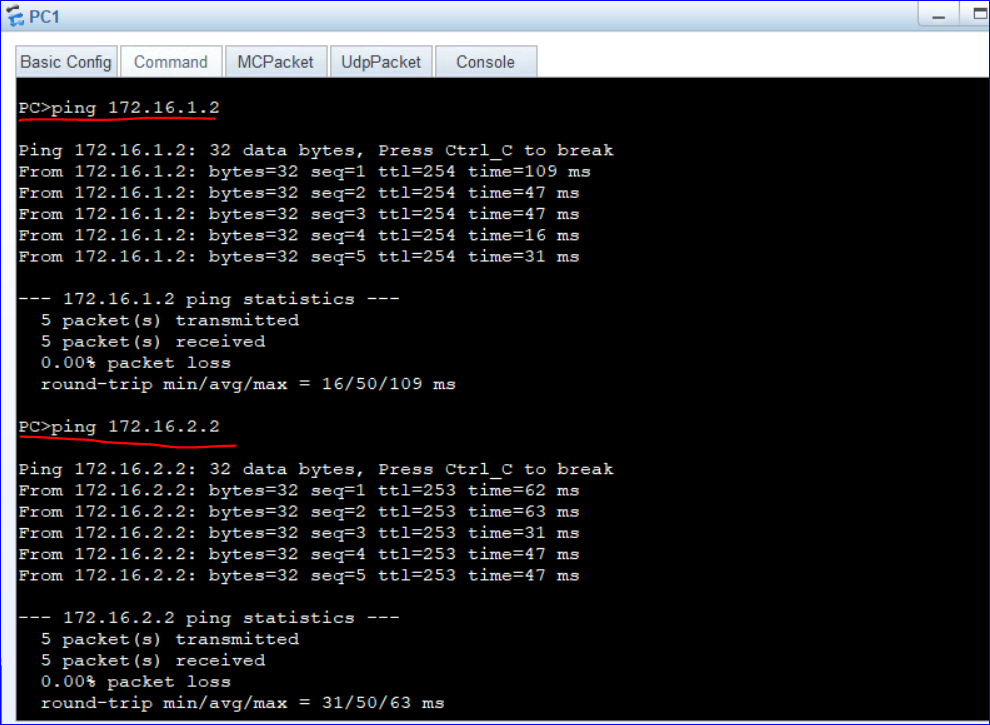 PC1
Basic Config Command MCPacket UdpPacket Console
PC>ping 172.16.1.2
Ping 172.16.1.2: 32 data bytes, Press Ctrl_C to break
From 172.16.1.2: bytes=32 seq=1 ttl=254 time=109 ms
From 172.16.1.2: bytes=32 seq=2 ttl=254 time=47 ms
From 172.16.1.2: bytes=32 seq=3 ttl=254 time=47 ms
From 172.16.1.2: bytes=32 seq=4 ttl=254 time=16 ms
From 172.16.1.2: bytes=32 seq=5 ttl=254 time=31 ms
--- 172.16.1.2 ping statistics ---
5 packet(s) transmitted
5 packet(s) received
0.00% packet loss
round-trip min/avg/max = 16/50/109 ms
PC>ping 172.16.2.2
Ping 172.16.2.2: 32 data bytes, Press Ctrl_C to break
From 172.16.2.2: bytes=32 seq=1 ttl=253 time=62 ms
From 172.16.2.2: bytes=32 seq=2 ttl=253 time=63 ms
From 172.16.2.2: bytes=32 seq=3 ttl=253 time=31 ms
From 172.16.2.2: bytes=32 seq=4 ttl=253 time=47 ms
From 172.16.2.2: bytes=32 seq=5 ttl=253 time=47 ms
--- 172.16.2.2 ping statistics ---
5 packet(s) transmitted
5 packet(s) received
0.00% packet loss
round-trip min/avg/max = 31/50/63 ms